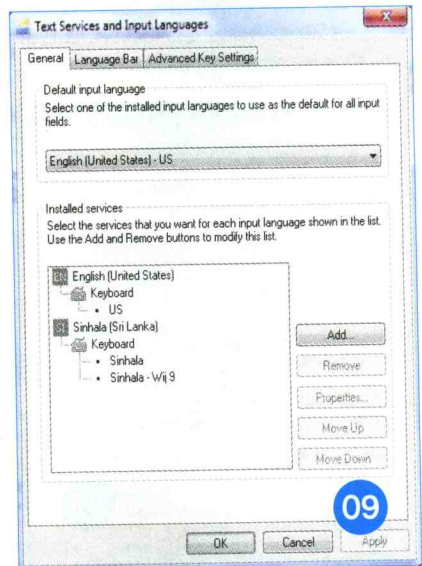 Text Services and Input Languages
General Language Bar Advanced Key Settings
Default input language
Select one of the installed input languages to use as the default for all input
fields.
English (United States) - US
Installed services
Select the services that you want for each input language shown in the list.
Use the Add and Remove buttons to modify this list.
EN English (United States)
Keyboard
• US
SI Sinhala (Sri Lanka)
Keyboard
• Sinhala
• Sinhala - Wij 9
Add...
Remove
Properties...
Move Up
Move Down
09
OK Cancel Apply